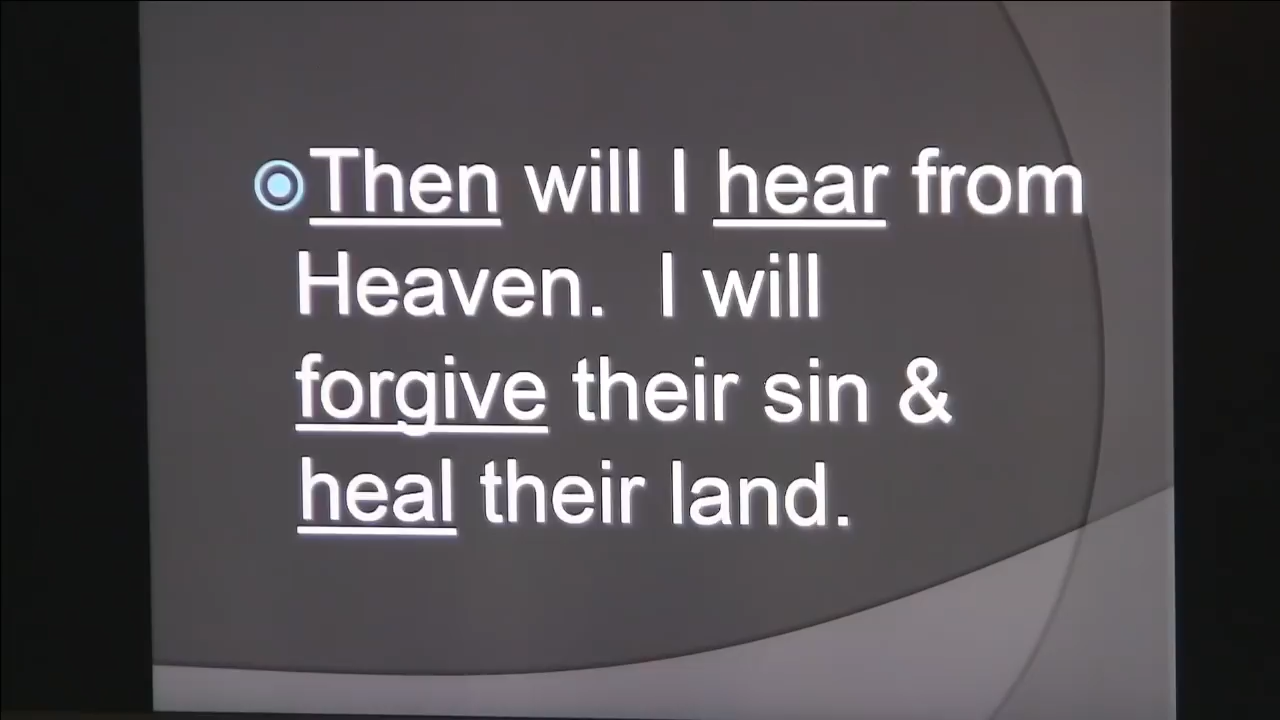 Then will I hear from
Heaven.  I will
forgive their sin &
heal their land.